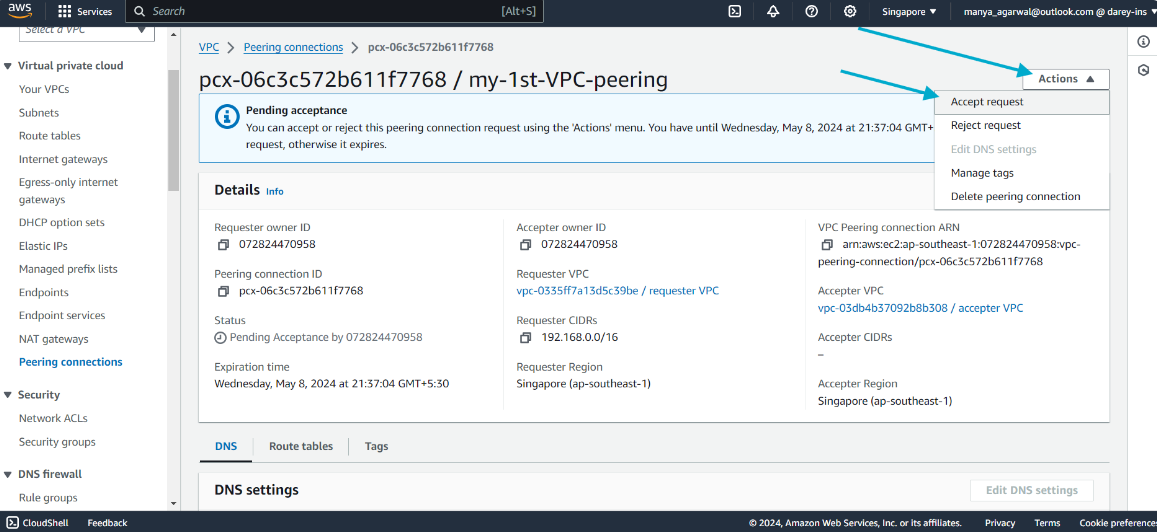 aws
Services
Search
[Alt+S]
Singapore
manya_agarwal@outlook.com @ darey-ins
Select a VPC
Virtual private cloud
Your VPCs
Subnets
Route tables
Internet gateways
Egress-only internet
gateways
DHCP option sets
Elastic IPs
Managed prefix lists
Endpoints
Endpoint services
NAT gateways
Peering connections
Security
Network ACLs
Security groups
DNS firewall
Rule groups
VPC > Peering connections > pcx-06c3c572b611f7768
pcx-06c3c572b611f7768 / my-1st-VPC-peering
Actions
Accept request
Reject request
Edit DNS settings
Manage tags
Delete peering connection
Pending acceptance
You can accept or reject this peering connection request using the 'Actions' menu. You have until Wednesday, May 8, 2024 at 21:37:04 GMT+
request, otherwise it expires.
Details Info
Requester owner ID
072824470958
Peering connection ID
pcx-06c3c572b611f7768
Status
Pending Acceptance by 072824470958
Expiration time
Wednesday, May 8, 2024 at 21:37:04 GMT+5:30
Accepter owner ID
072824470958
Requester VPC
vpc-0335ff7a13d5c39be / requester VPC
Requester CIDRs
192.168.0.0/16
Requester Region
Singapore (ap-southeast-1)
VPC Peering connection ARN
arn:aws:ec2:ap-southeast-1:072824470958:vpc-
peering-connection/pcx-06c3c572b611f7768
Accepter VPC
vpc-03db4b37092b8b308 / accepter VPC
Accepter CIDRs
–
Accepter Region
Singapore (ap-southeast-1)
DNS
Route tables
Tags
DNS settings
Edit DNS settings
CloudShell
Feedback
© 2024, Amazon Web Services, Inc. or its affiliates.
Privacy
Terms
Cookie preferences